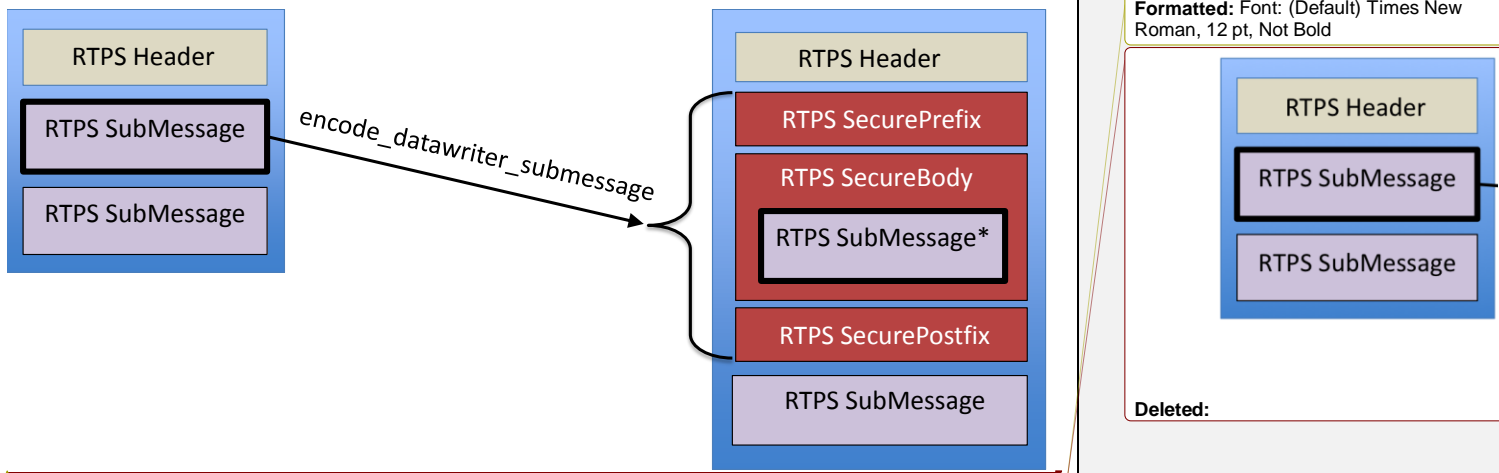 RTPS Header
RTPS SubMessage
RTPS SubMessage
encode_datawriter_submessage
RTPS Header
RTPS SecurePrefix
RTPS SecureBody
RTPS SubMessage*
RTPS SecurePostfix
RTPS SubMessage
Formatted: Font: (Default) Times New
Roman, 12 pt, Not Bold
RTPS Header
RTPS SubMessage
RTPS SubMessage
Deleted: